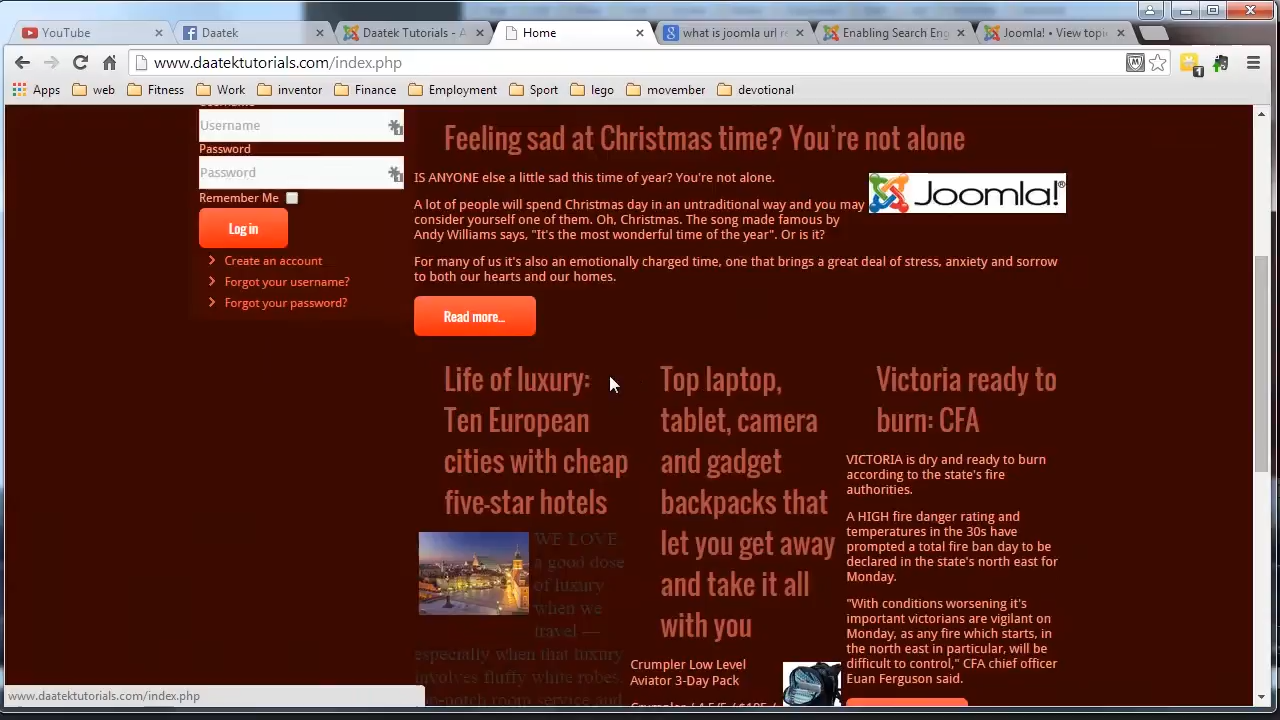 YouTube
Daatek
Daatek Tutorials - A
Home
what is joomla url r
Enabling Search Eng
Joomla! • View topi
www.daatektutorials.com/index.php
1
Apps
web
Fitness
Work
inventor
Finance
Employment
Sport
lego
movember
devotional
Username
Password
Password
Remember Me
Log in
Create an account
Forgot your username?
Forgot your password?
Feeling sad at Christmas time? You're not alone
IS ANYONE else a little sad this time of year? You're not alone.
Joomla!®
A lot of people will spend Christmas day in an untraditional way and you may
consider yourself one of them. Oh, Christmas. The song made famous by
Andy Williams says, "It's the most wonderful time of the year". Or is it?
For many of us it's also an emotionally charged time, one that brings a great deal of stress, anxiety and sorrow
to both our hearts and our homes.
Read more...
Life of luxury:
Ten European
cities with cheap
five-star hotels
WE LOVE
a good dose
of luxury
when we
travel —
especially when that luxury
involves fluffy white robes,
top-notch room service and
Top laptop,
tablet, camera
and gadget
backpacks that
let you get away
and take it all
with you
Crumpler Low Level
Aviator 3-Day Pack
Victoria ready to
burn: CFA
VICTORIA is dry and ready to burn
according to the state's fire
authorities.
A HIGH fire danger rating and
temperatures in the 30s have
prompted a total fire ban day to be
declared in the state's north east for
Monday.
"With conditions worsening it's
important victorians are vigilant on
Monday, as any fire which starts, in
the north east in particular, will be
difficult to control," CFA chief officer
Euan Ferguson said.
www.daatektutorials.com/index.php